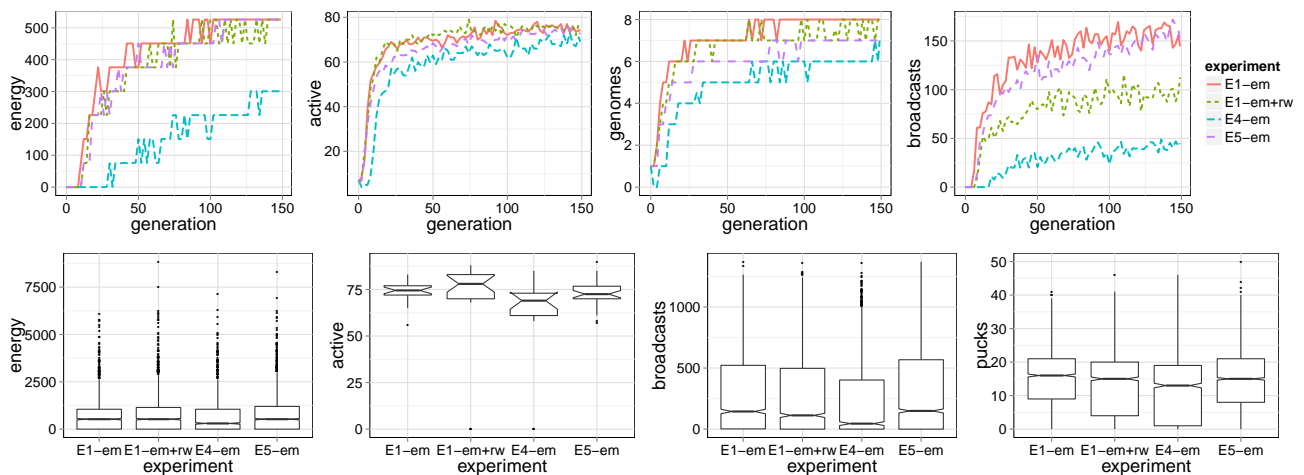 500
400
300
200
100
0
energy
0 50 100 150
generation
80
60
40
20
active
0 50 100 150
generation
8
6
4
2
0
genomes
0 50 100 150
generation
150
100
50
0
broadcasts
0 50 100 150
generation
experiment
E1−em
E1−em+rw
E4−em
E5−em
7500
5000
2500
0
energy
E1−em E1−em+rw E4−em E5−em
experiment
75
50
25
0
active
E1−em E1−em+rw E4−em E5−em
experiment
1000
500
0
broadcasts
E1−em E1−em+rw E4−em E5−em
experiment
50
40
30
20
10
0
pucks
E1−em E1−em+rw E4−em E5−em
experiment